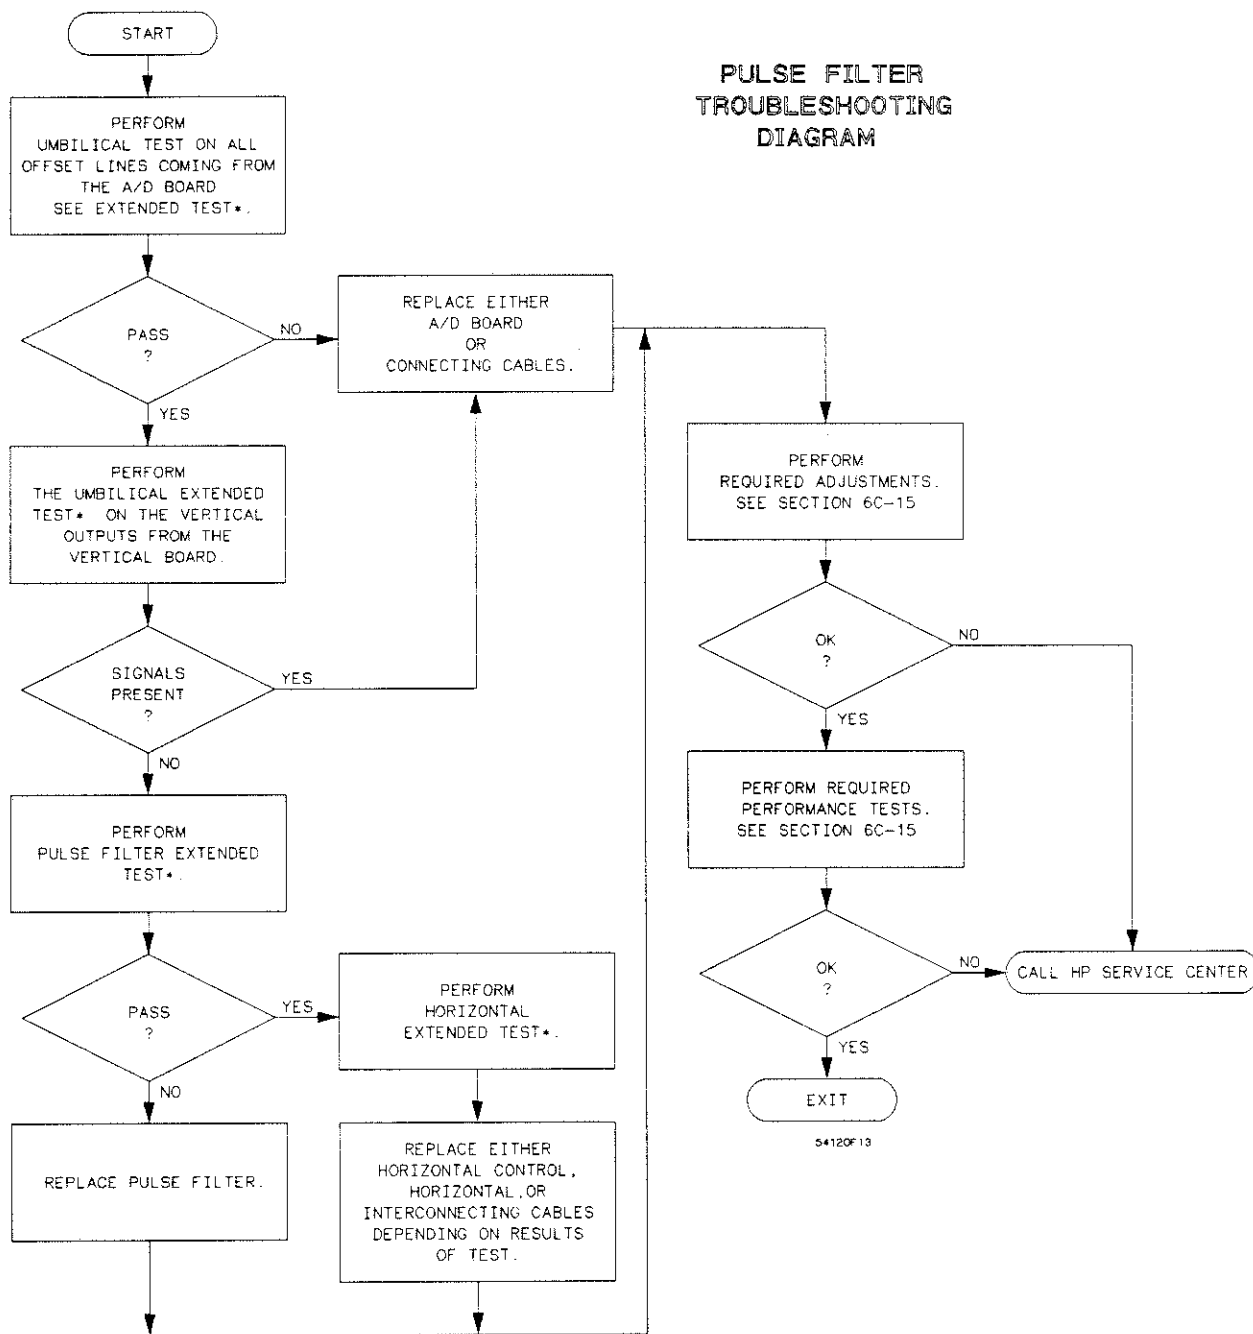 START
PULSE FILTER
TROUBLESHOOTING
DIAGRAM
PERFORM
UMBILICAL TEST ON ALL
OFFSET LINES COMING FROM
THE A/D BOARD
SEE EXTENDED TEST*.
PASS
?
NO
YES
REPLACE EITHER
A/D BOARD
OR
CONNECTING CABLES.
PERFORM
THE UMBILICAL EXTENDED
TEST* ON THE VERTICAL
OUTPUTS FROM THE
VERTICAL BOARD.
SIGNALS
PRESENT
?
YES
NO
PERFORM
PULSE FILTER EXTENDED
TEST*.
PASS
?
YES
NO
PERFORM
HORIZONTAL
EXTENDED TEST*.
REPLACE PULSE FILTER.
REPLACE EITHER
HORIZONTAL CONTROL,
HORIZONTAL,OR
INTERCONNECTING CABLES
DEPENDING ON RESULTS
OF TEST.
PERFORM
REQUIRED ADJUSTMENTS.
SEE SECTION 6C-15
OK
?
NO
YES
PERFORM REQUIRED
PERFORMANCE TESTS.
SEE SECTION 6C-15
OK
?
NO
YES
CALL HP SERVICE CENTER
EXIT
54120F13